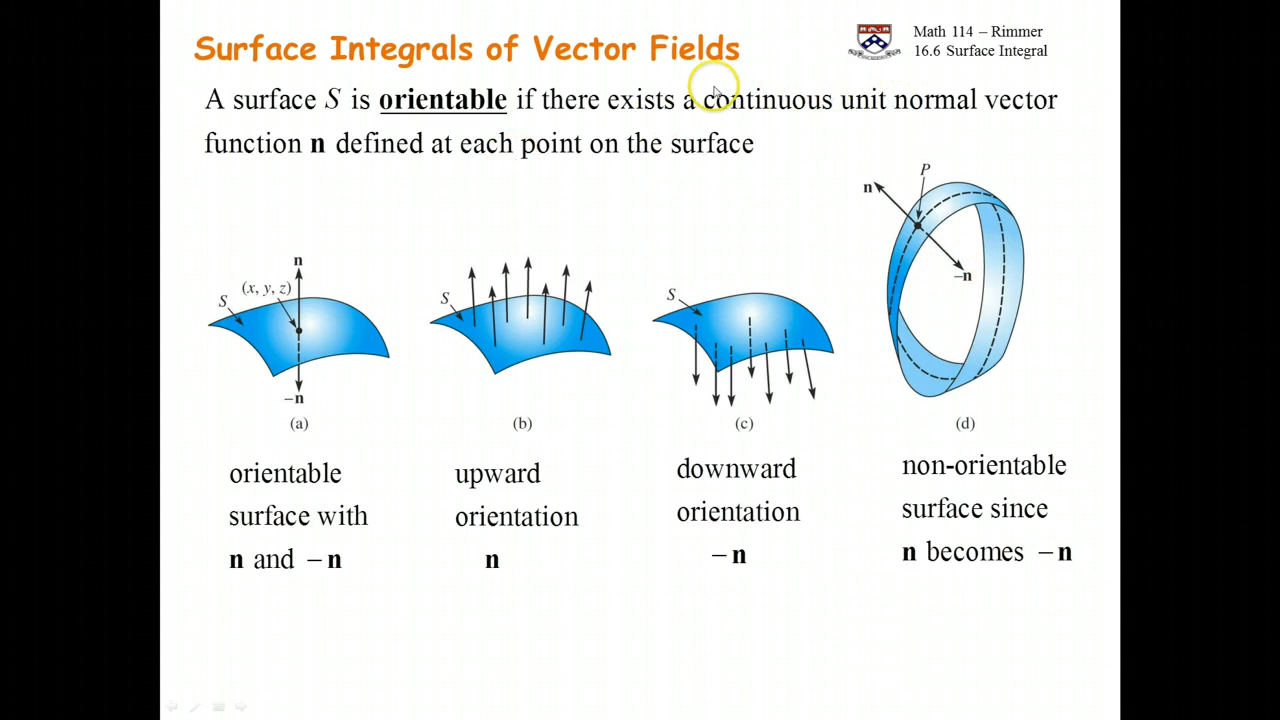 Surface Integrals of Vector Fields
Math 114 – Rimmer
16.6 Surface Integral
A surface S is orientable if there exists a continuous unit normal vector
function n defined at each point on the surface
n
(x, y, z)
S
–n
(a)
S
(b)
S
(c)
P
n
–n
(d)
orientable
surface with
n and – n
upward
orientation
n
downward
orientation
– n
non-orientable
surface since
n becomes – n